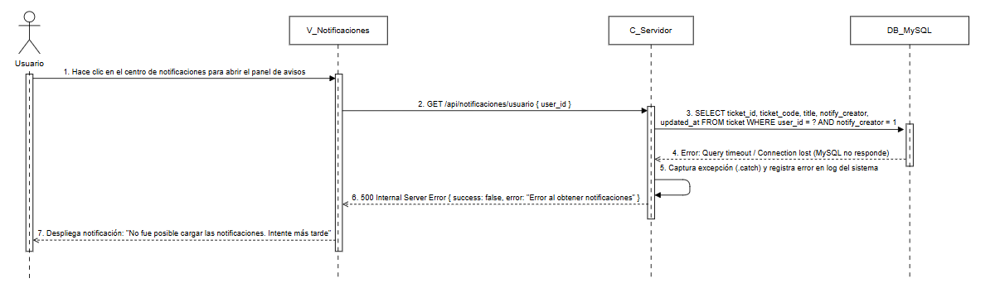 V_Notificaciones
C_Servidor
DB_MySQL
Usuario
1. Hace clic en el centro de notificaciones para abrir el panel de avisos
2. GET /api/notificaciones/usuario { user_id }
3. SELECT ticket_id, ticket_code, title, notify_creator,
updated_at FROM ticket WHERE user_id = ? AND notify_creator = 1
4. Error: Query timeout / Connection lost (MySQL no responde)
5. Captura excepción (.catch) y registra error en log del sistema
6. 500 Internal Server Error { success: false, error: "Error al obtener notificaciones" }
7. Despliega notificación: "No fue posible cargar las notificaciones. Intente más tarde"